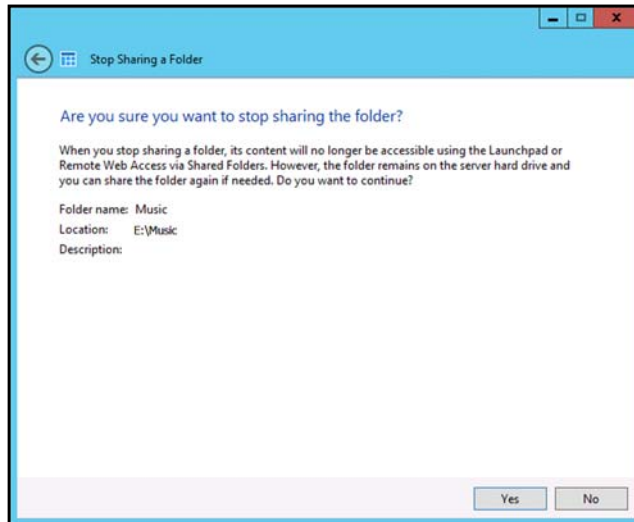 Stop Sharing a Folder
Are you sure you want to stop sharing the folder?
When you stop sharing a folder, its content will no longer be accessible using the Launchpad or
Remote Web Access via Shared Folders. However, the folder remains on the server hard drive and
you can share the folder again if needed. Do you want to continue?
Folder name: Music
Location: E:\Music
Description:
Yes No